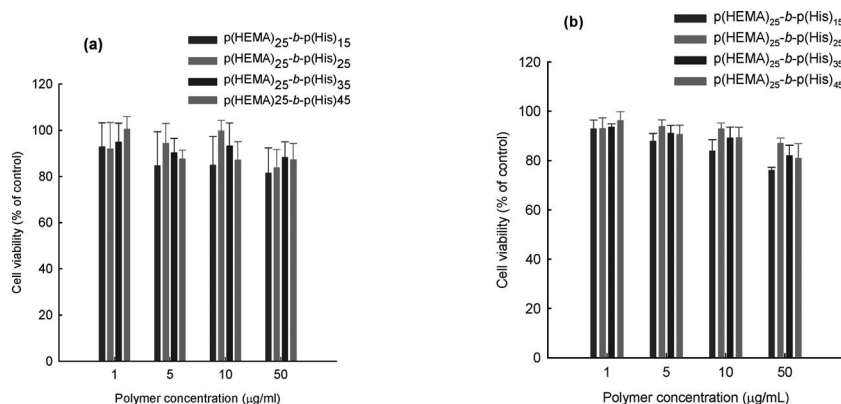 (a)
p(HEMA)25-b-p(His)15
p(HEMA)25-b-p(His)25
p(HEMA)25-b-p(His)35
p(HEMA)25-b-p(His)45
120
100
80
60
40
20
0
Cell viability (% of control)
1 5 10 50
Polymer concentration (μg/ml)
(b)
p(HEMA)25-b-p(His)15
p(HEMA)25-b-p(His)25
p(HEMA)25-b-p(His)35
p(HEMA)25-b-p(His)45
120
100
80
60
40
20
0
Cell viability (% of control)
1 5 10 50
Polymer concentration (μg/mL)